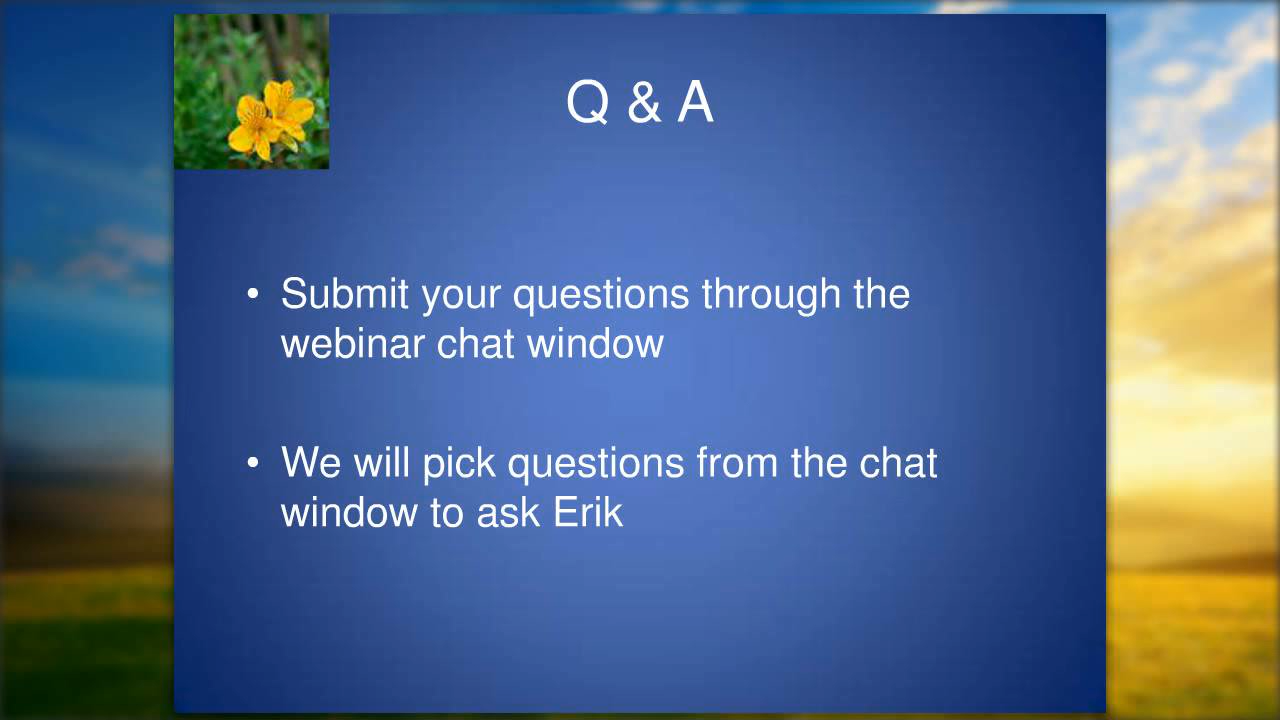 Q & A
• Submit your questions through the
webinar chat window
• We will pick questions from the chat
window to ask Erik